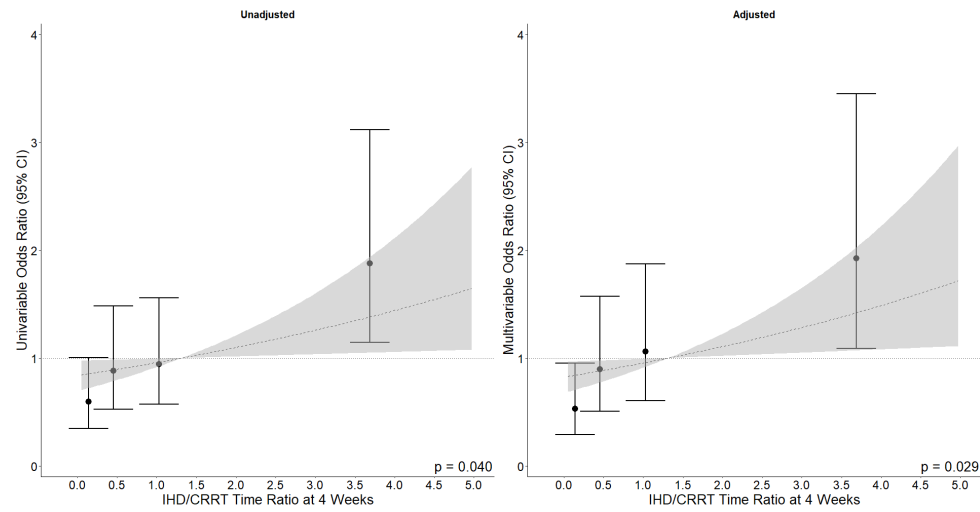 Unadjusted
Univariable Odds Ratio (95% CI)
4
3
2
1
0
p = 0.040
0.0 0.5 1.0 1.5 2.0 2.5 3.0 3.5 4.0 4.5 5.0
IHD/CRRT Time Ratio at 4 Weeks
Adjusted
Multivariable Odds Ratio (95% CI)
4
3
2
1
0
p = 0.029
0.0 0.5 1.0 1.5 2.0 2.5 3.0 3.5 4.0 4.5 5.0
IHD/CRRT Time Ratio at 4 Weeks